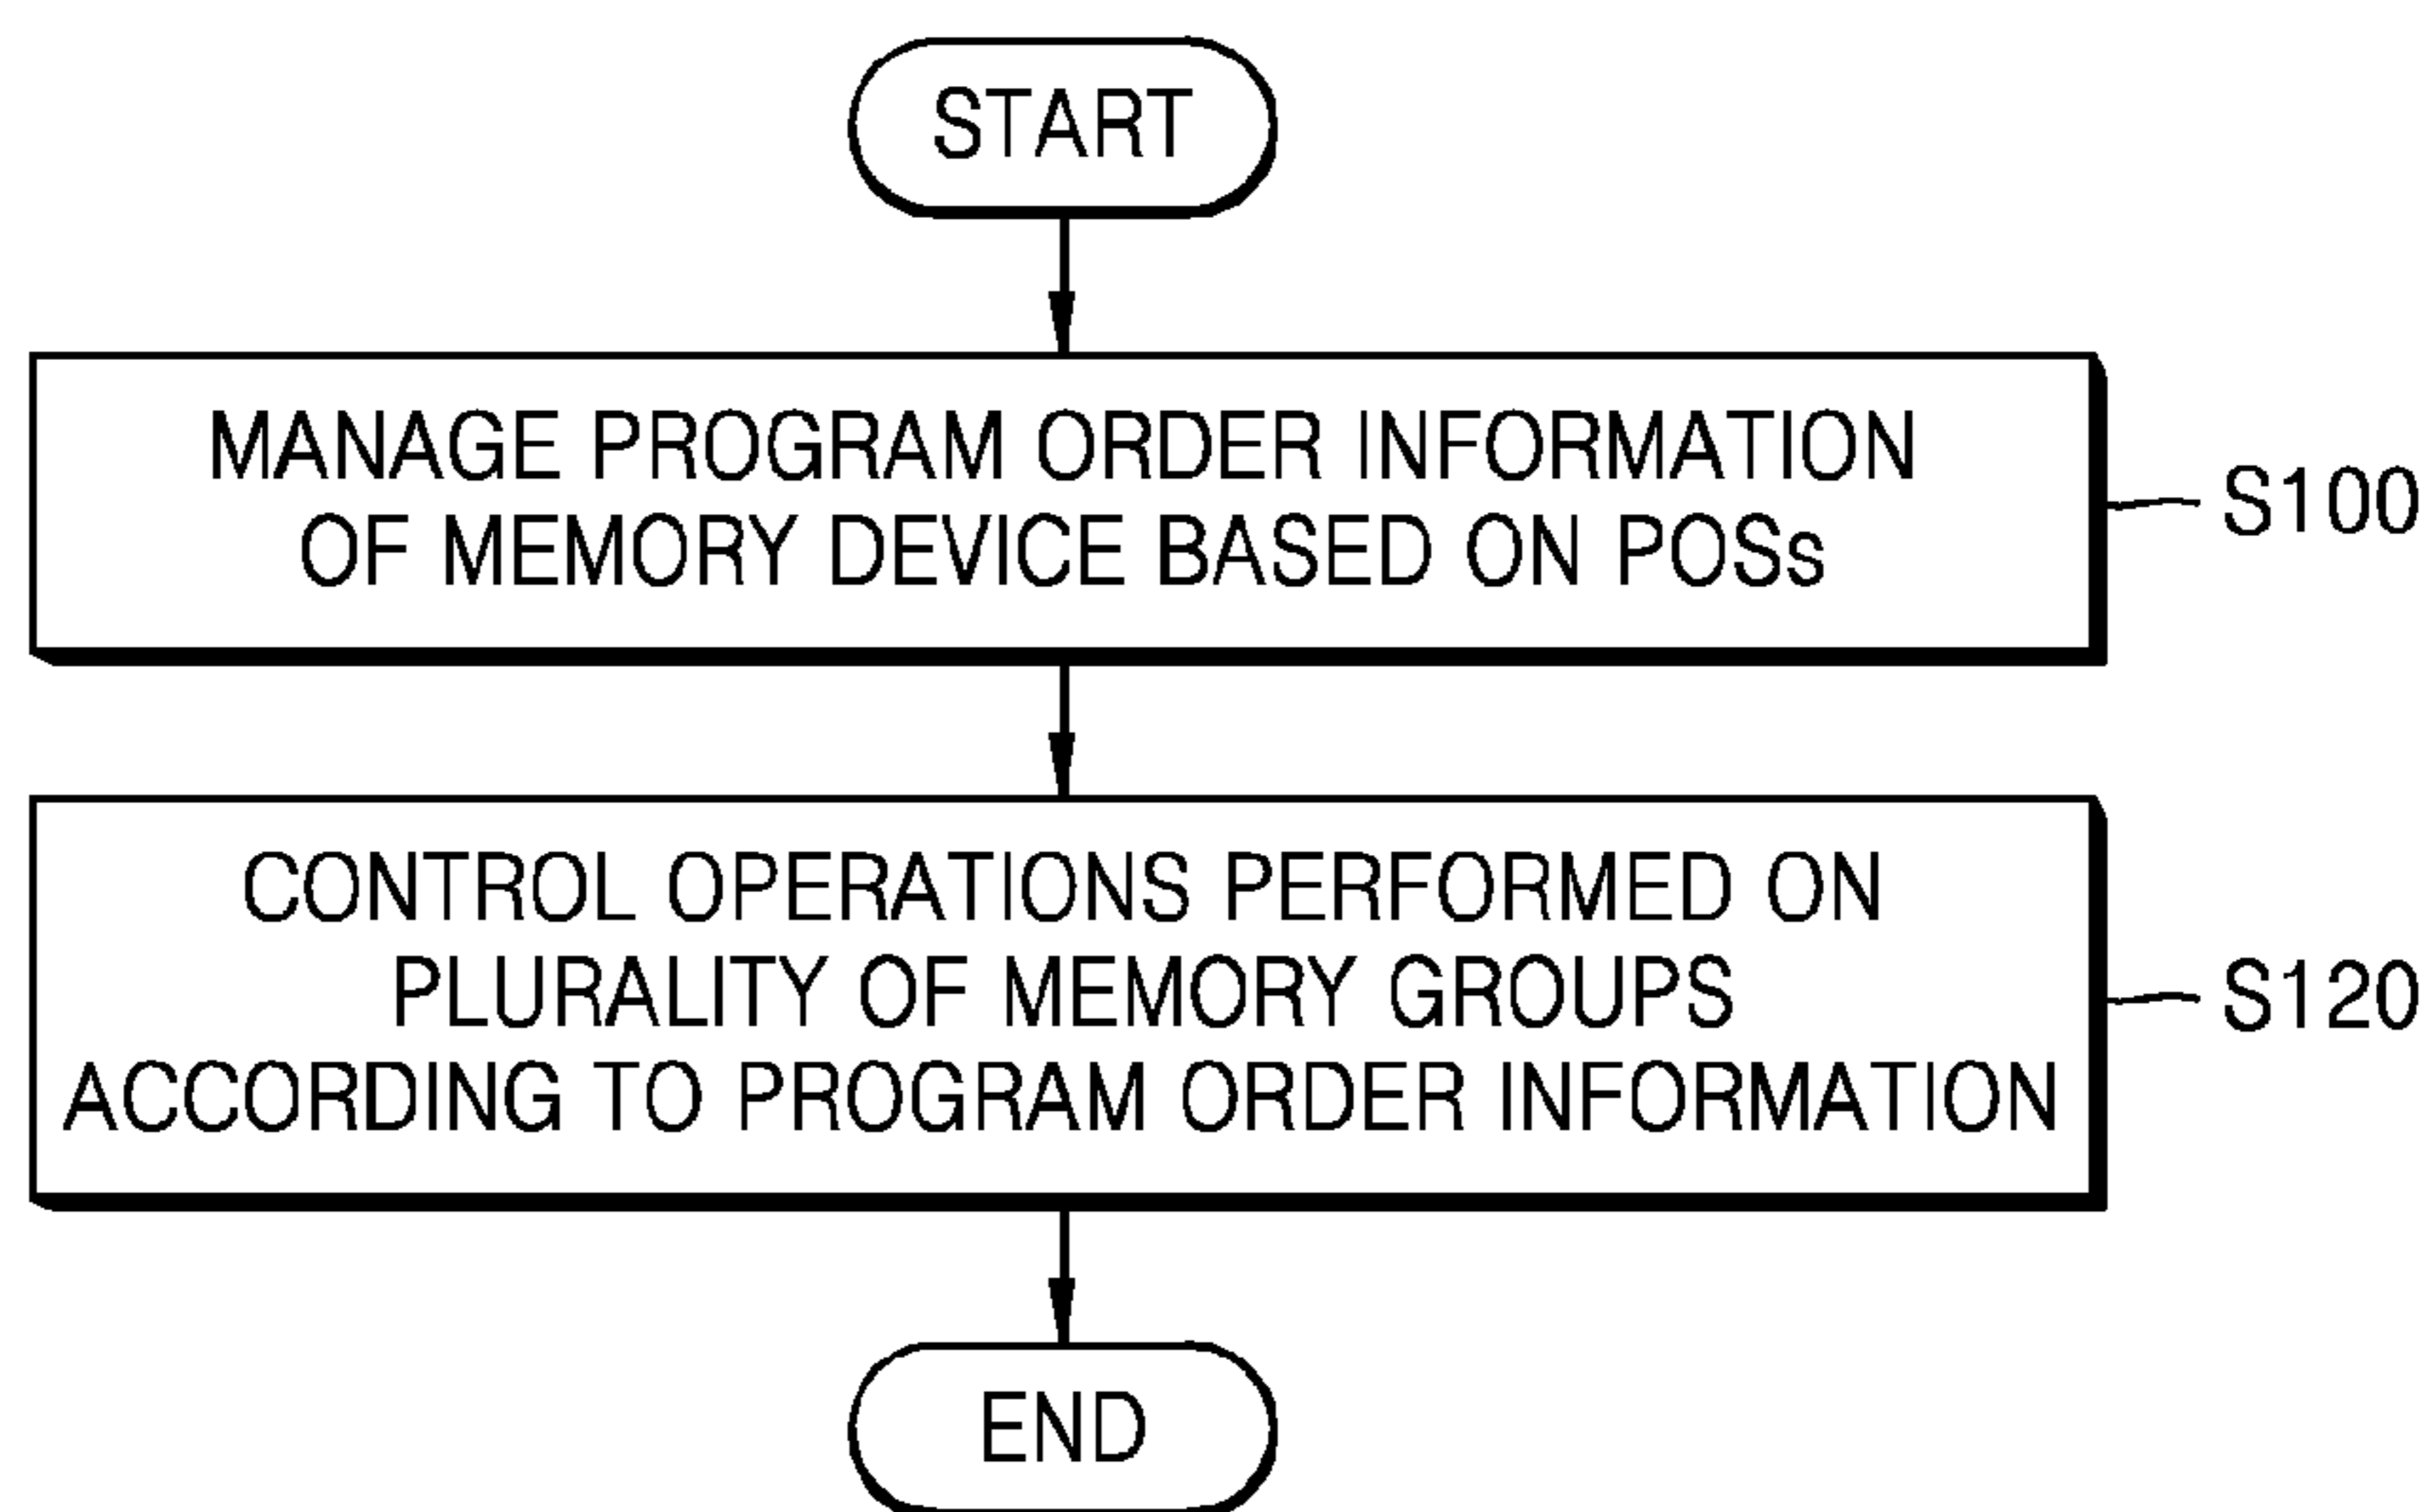 START
MANAGE PROGRAM ORDER INFORMATION
OF MEMORY DEVICE BASED ON POSs
S100
CONTROL OPERATIONS PERFORMED ON
PLURALITY OF MEMORY GROUPS
ACCORDING TO PROGRAM ORDER INFORMATION
S120
END